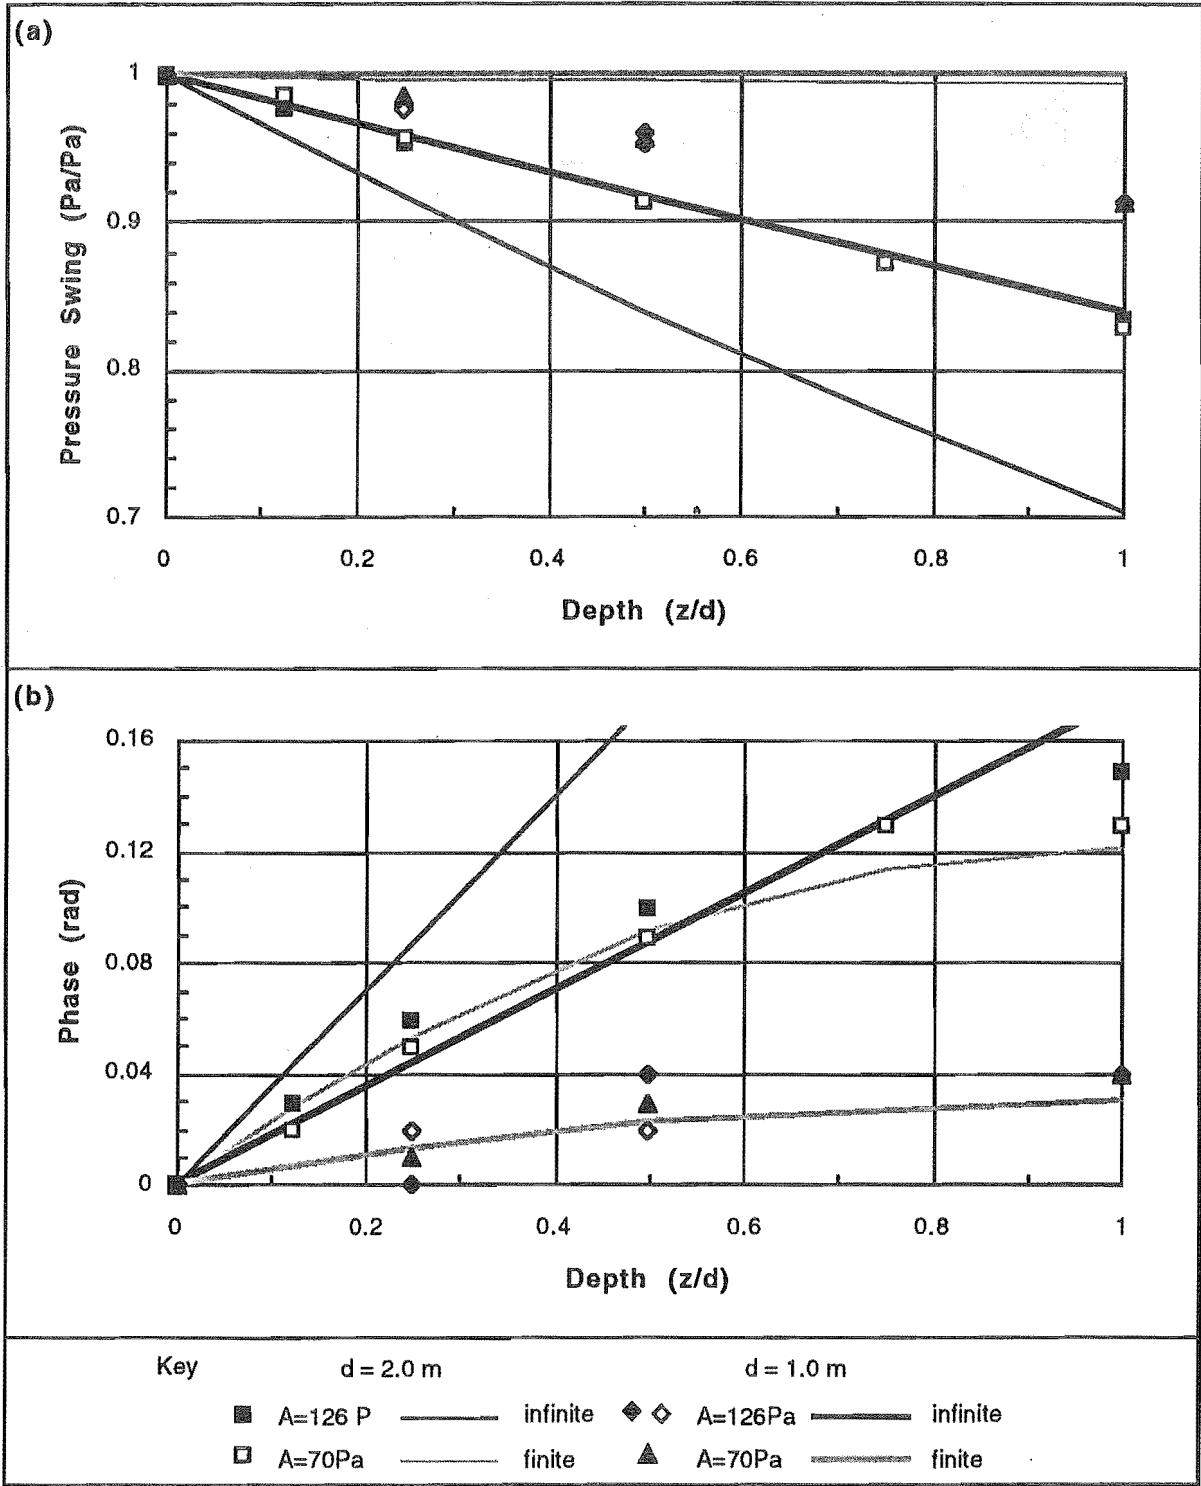 (a)
1
0.9
0.8
0.7
Pressure Swing (Pa/Pa)
0 0.2 0.4 0.6 0.8 1
Depth (z/d)
(b)
0.16
0.12
0.08
0.04
0
Phase (rad)
0 0.2 0.4 0.6 0.8 1
Depth (z/d)
Key d = 2.0 m d = 1.0 m
A=126 P infinite A=126Pa infinite
A=70Pa finite A=70Pa finite